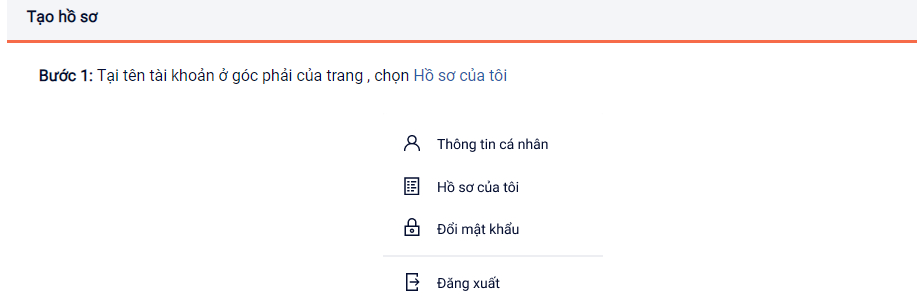 Tạo hồ sơ
Bước 1: Tại tên tài khoản ở góc phải của trang , chọn Hồ sơ của tôi
Thông tin cá nhân
Hồ sơ của tôi
Đổi mật khẩu
Đăng xuất